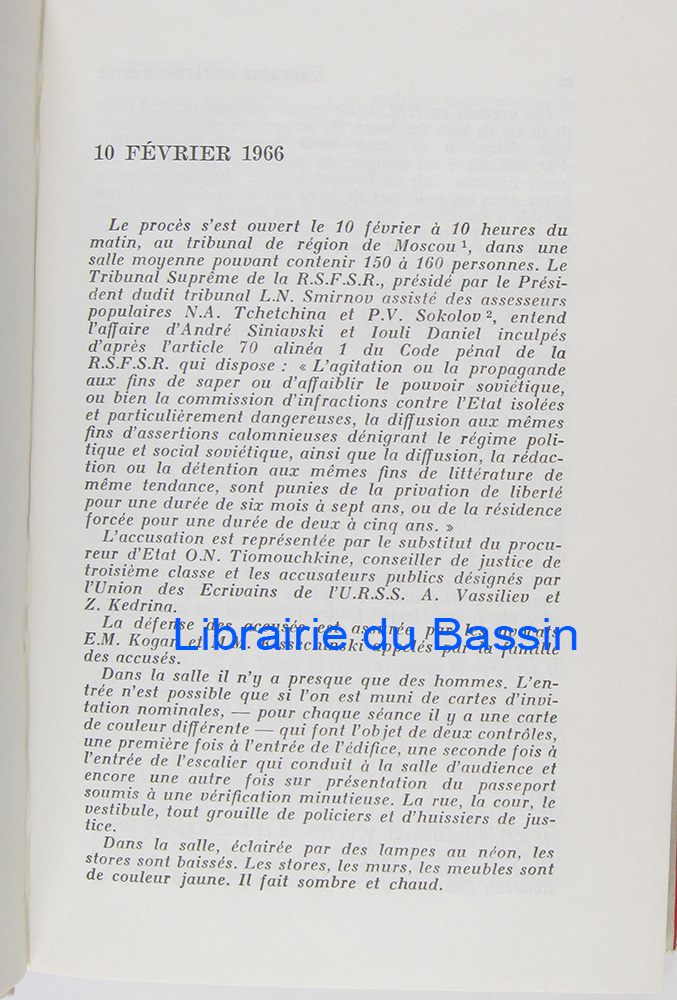 10 FÉVRIER 1966
Le procès s'est ouvert le 10 février à 10 heures du
matin, au tribunal de région de Moscou ¹, dans une
salle moyenne pouvant contenir 150 à 160 personnes. Le
Tribunal Suprême de la R.S.F.S.R., présidé par le Prési-
dent dudit tribunal L.N. Smirnov assisté des assesseurs
populaires N.A. Tchetchina et P.V. Sokolov ², entend
l'affaire d'André Siniavski et Iouli Daniel inculpés
d'après l'article 70 alinéa 1 du Code pénal de la
R.S.F.S.R. qui dispose : « L'agitation ou la propagande
aux fins de saper ou d'affaiblir le pouvoir soviétique,
ou bien la commission d'infractions contre l'Etat isolées
et particulièrement dangereuses, la diffusion aux mêmes
fins d'assertions calomnieuses dénigrant le régime poli-
tique et social soviétique, ainsi que la diffusion, la rédac-
tion ou la détention aux mêmes fins de littérature de
même tendance, sont punies de la privation de liberté
pour une durée de six mois à sept ans, ou de la résidence
forcée pour une durée de deux à cinq ans. »
L'accusation est représentée par le substitut du procu-
reur d'Etat O.N. Tiomouchkine, conseiller de justice de
troisième classe et les accusateurs publics désignés par
l'Union des Ecrivains de l'U.R.S.S. A. Vassiliev et
Z. Kedrina.
La défense des accusés est assurée par les avocats
E.M. Kogan et M.M. appelés par la famille
des accusés.
Librairie du Bassin
Dans la salle il n'y a presque que des hommes. L'en-
trée n'est possible que si l'on est muni de cartes d'invi-
tation nominales, — pour chaque séance il y a une carte
de couleur différente — qui font l'objet de deux contrôles,
une première fois à l'entrée de l'édifice, une seconde fois à
l'entrée de l'escalier qui conduit à la salle d'audience et
encore une autre fois sur présentation du passeport
soumis à une vérification minutieuse. La rue, la cour, le
vestibule, tout grouille de policiers et d'huissiers de jus-
tice.
Dans la salle, éclairée par des lampes au néon, les
stores sont baissés. Les stores, les murs, les meubles sont
de couleur jaune. Il fait sombre et chaud.